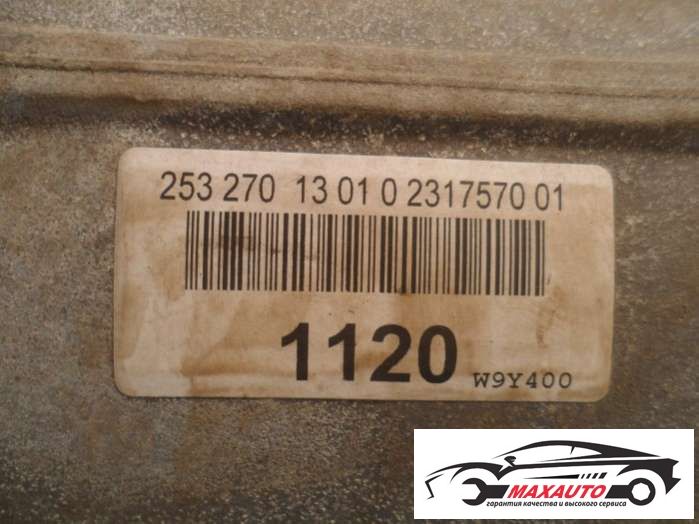 253 270 13 01 0 2317570 01
1120
W9Y400
MAXAUTO
гарантия качества и высокого сервиса